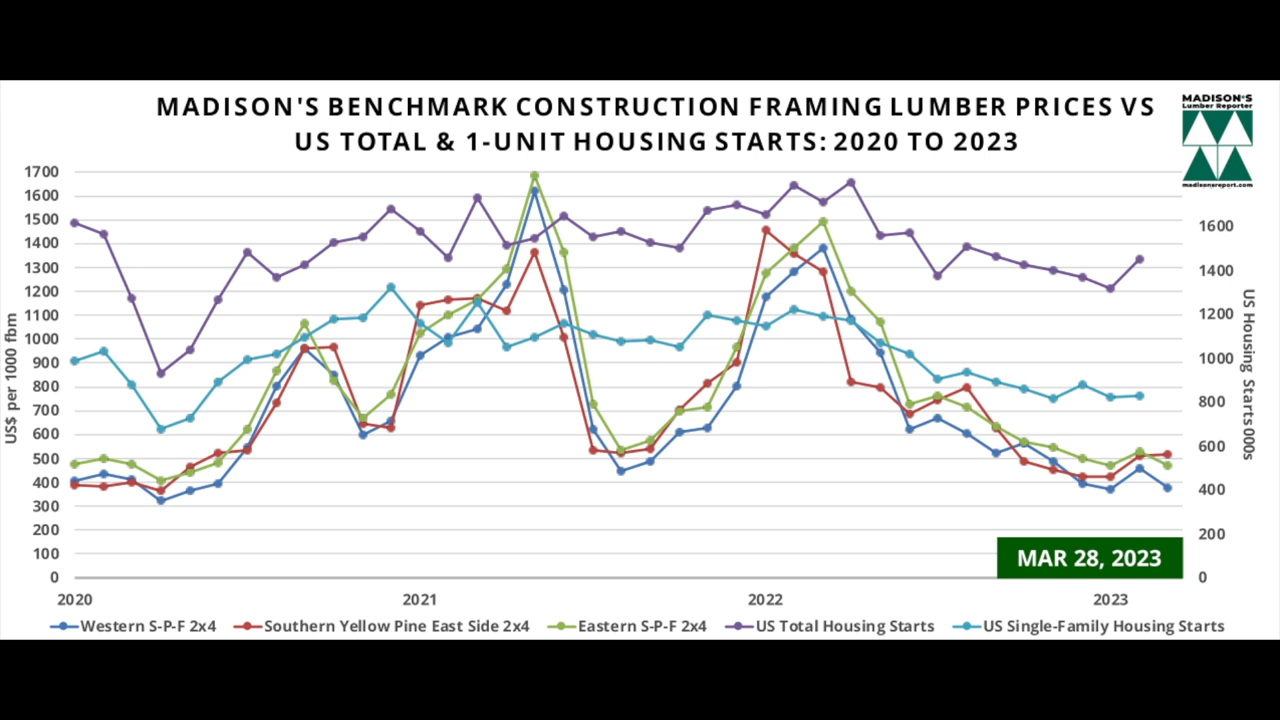 MADISON'S BENCHMARK CONSTRUCTION FRAMING LUMBER PRICES VS
US TOTAL & 1-UNIT HOUSING STARTS: 2020 TO 2023
MADISON'S
Lumber Reporter
madisonsreport.com
1700
1600
1500
1400
1300
1200
1100
1000
900
800
700
600
500
400
300
200
100
0
US$ per 1000 fbm
1600
1400
1200
1000
800
600
400
200
0
US Housing Starts 000s
MAR 28, 2023
2020
2021
2022
2023
Western S-P-F 2x4
Southern Yellow Pine East Side 2x4
Eastern S-P-F 2x4
US Total Housing Starts
US Single-Family Housing Starts